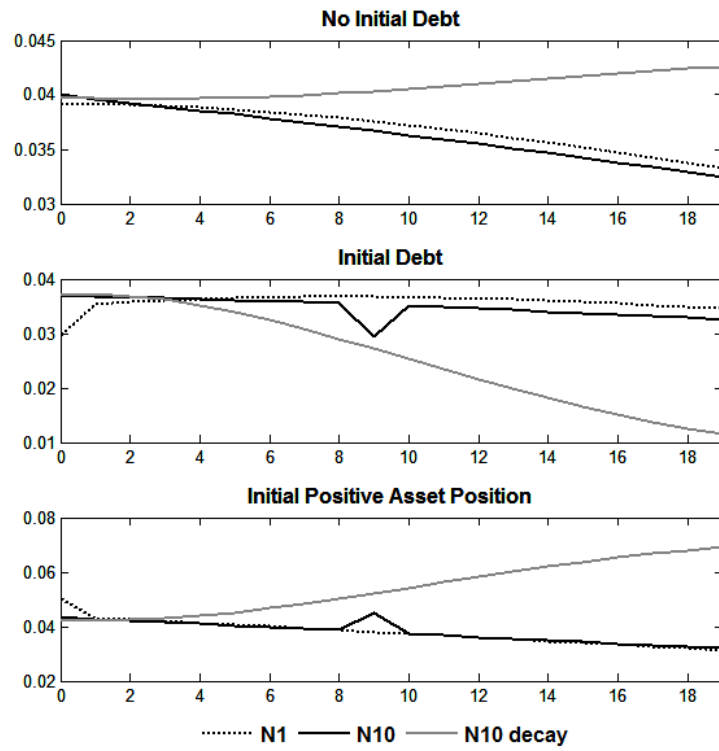 No Initial Debt
0.045
0.04
0.035
0.03
0 2 4 6 8 10 12 14 16 18
Initial Debt
0.04
0.03
0.02
0.01
0 2 4 6 8 10 12 14 16 18
Initial Positive Asset Position
0.08
0.06
0.04
0.02
0 2 4 6 8 10 12 14 16 18
N1 N10 N10 decay